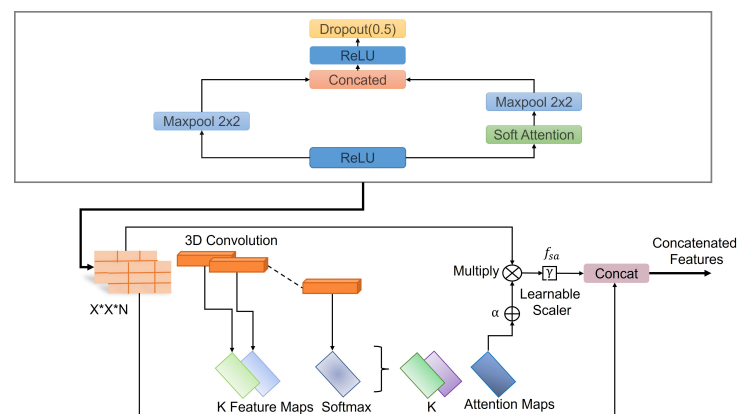 Dropout(0.5)
ReLU
Concated
Maxpool 2x2
Maxpool 2x2
Soft Attention
ReLU
3D Convolution
X*X*N
Multiply
f_sa
γ
Learnable
Scaler
Concat
Concatenated
Features
α
K Feature Maps
Softmax
K
Attention Maps